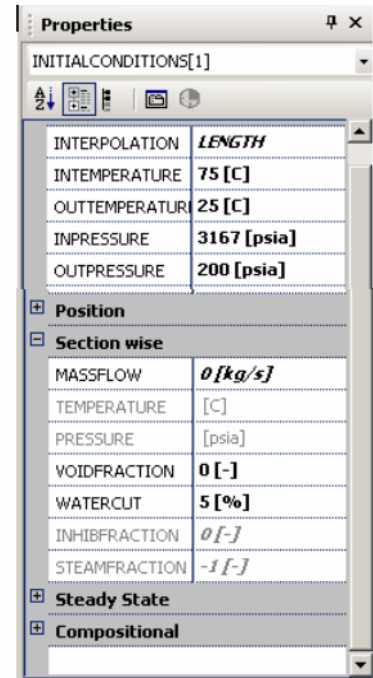 Properties
INITIALCONDITIONS[1]
INTERPOLATION LENGTH
INTEMPERATURE 75 [C]
OUTTEMPERATURI 25 [C]
INPRESSURE 3167 [psia]
OUTPRESSURE 200 [psia]
Position
Section wise
MASSFLOW 0 [kg/s]
TEMPERATURE [C]
PRESSURE [psia]
VOIDFRACTION 0 [-]
WATERCUT 5 [%]
INHIBFRACTION 0 [-]
STEAMFRACTION -1 [-]
Steady State
Compositional